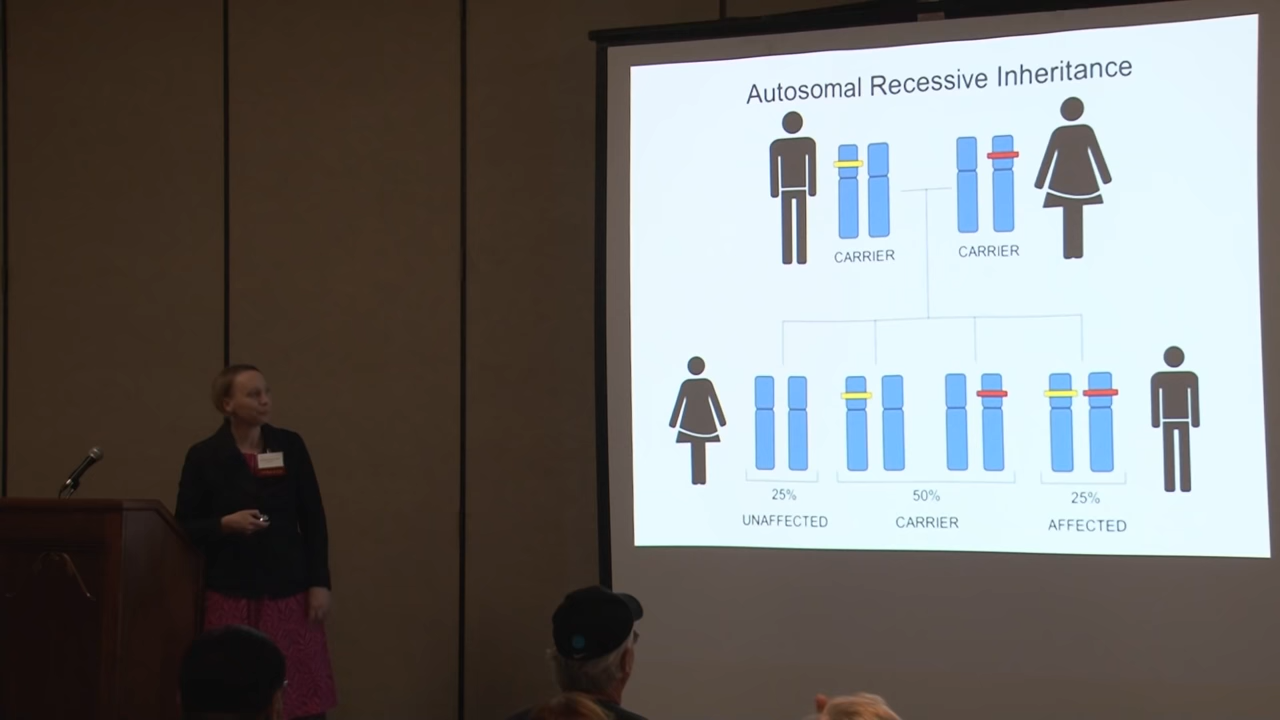 Autosomal Recessive Inheritance
CARRIER
CARRIER
25%
50%
25%
UNAFFECTED
CARRIER
AFFECTED